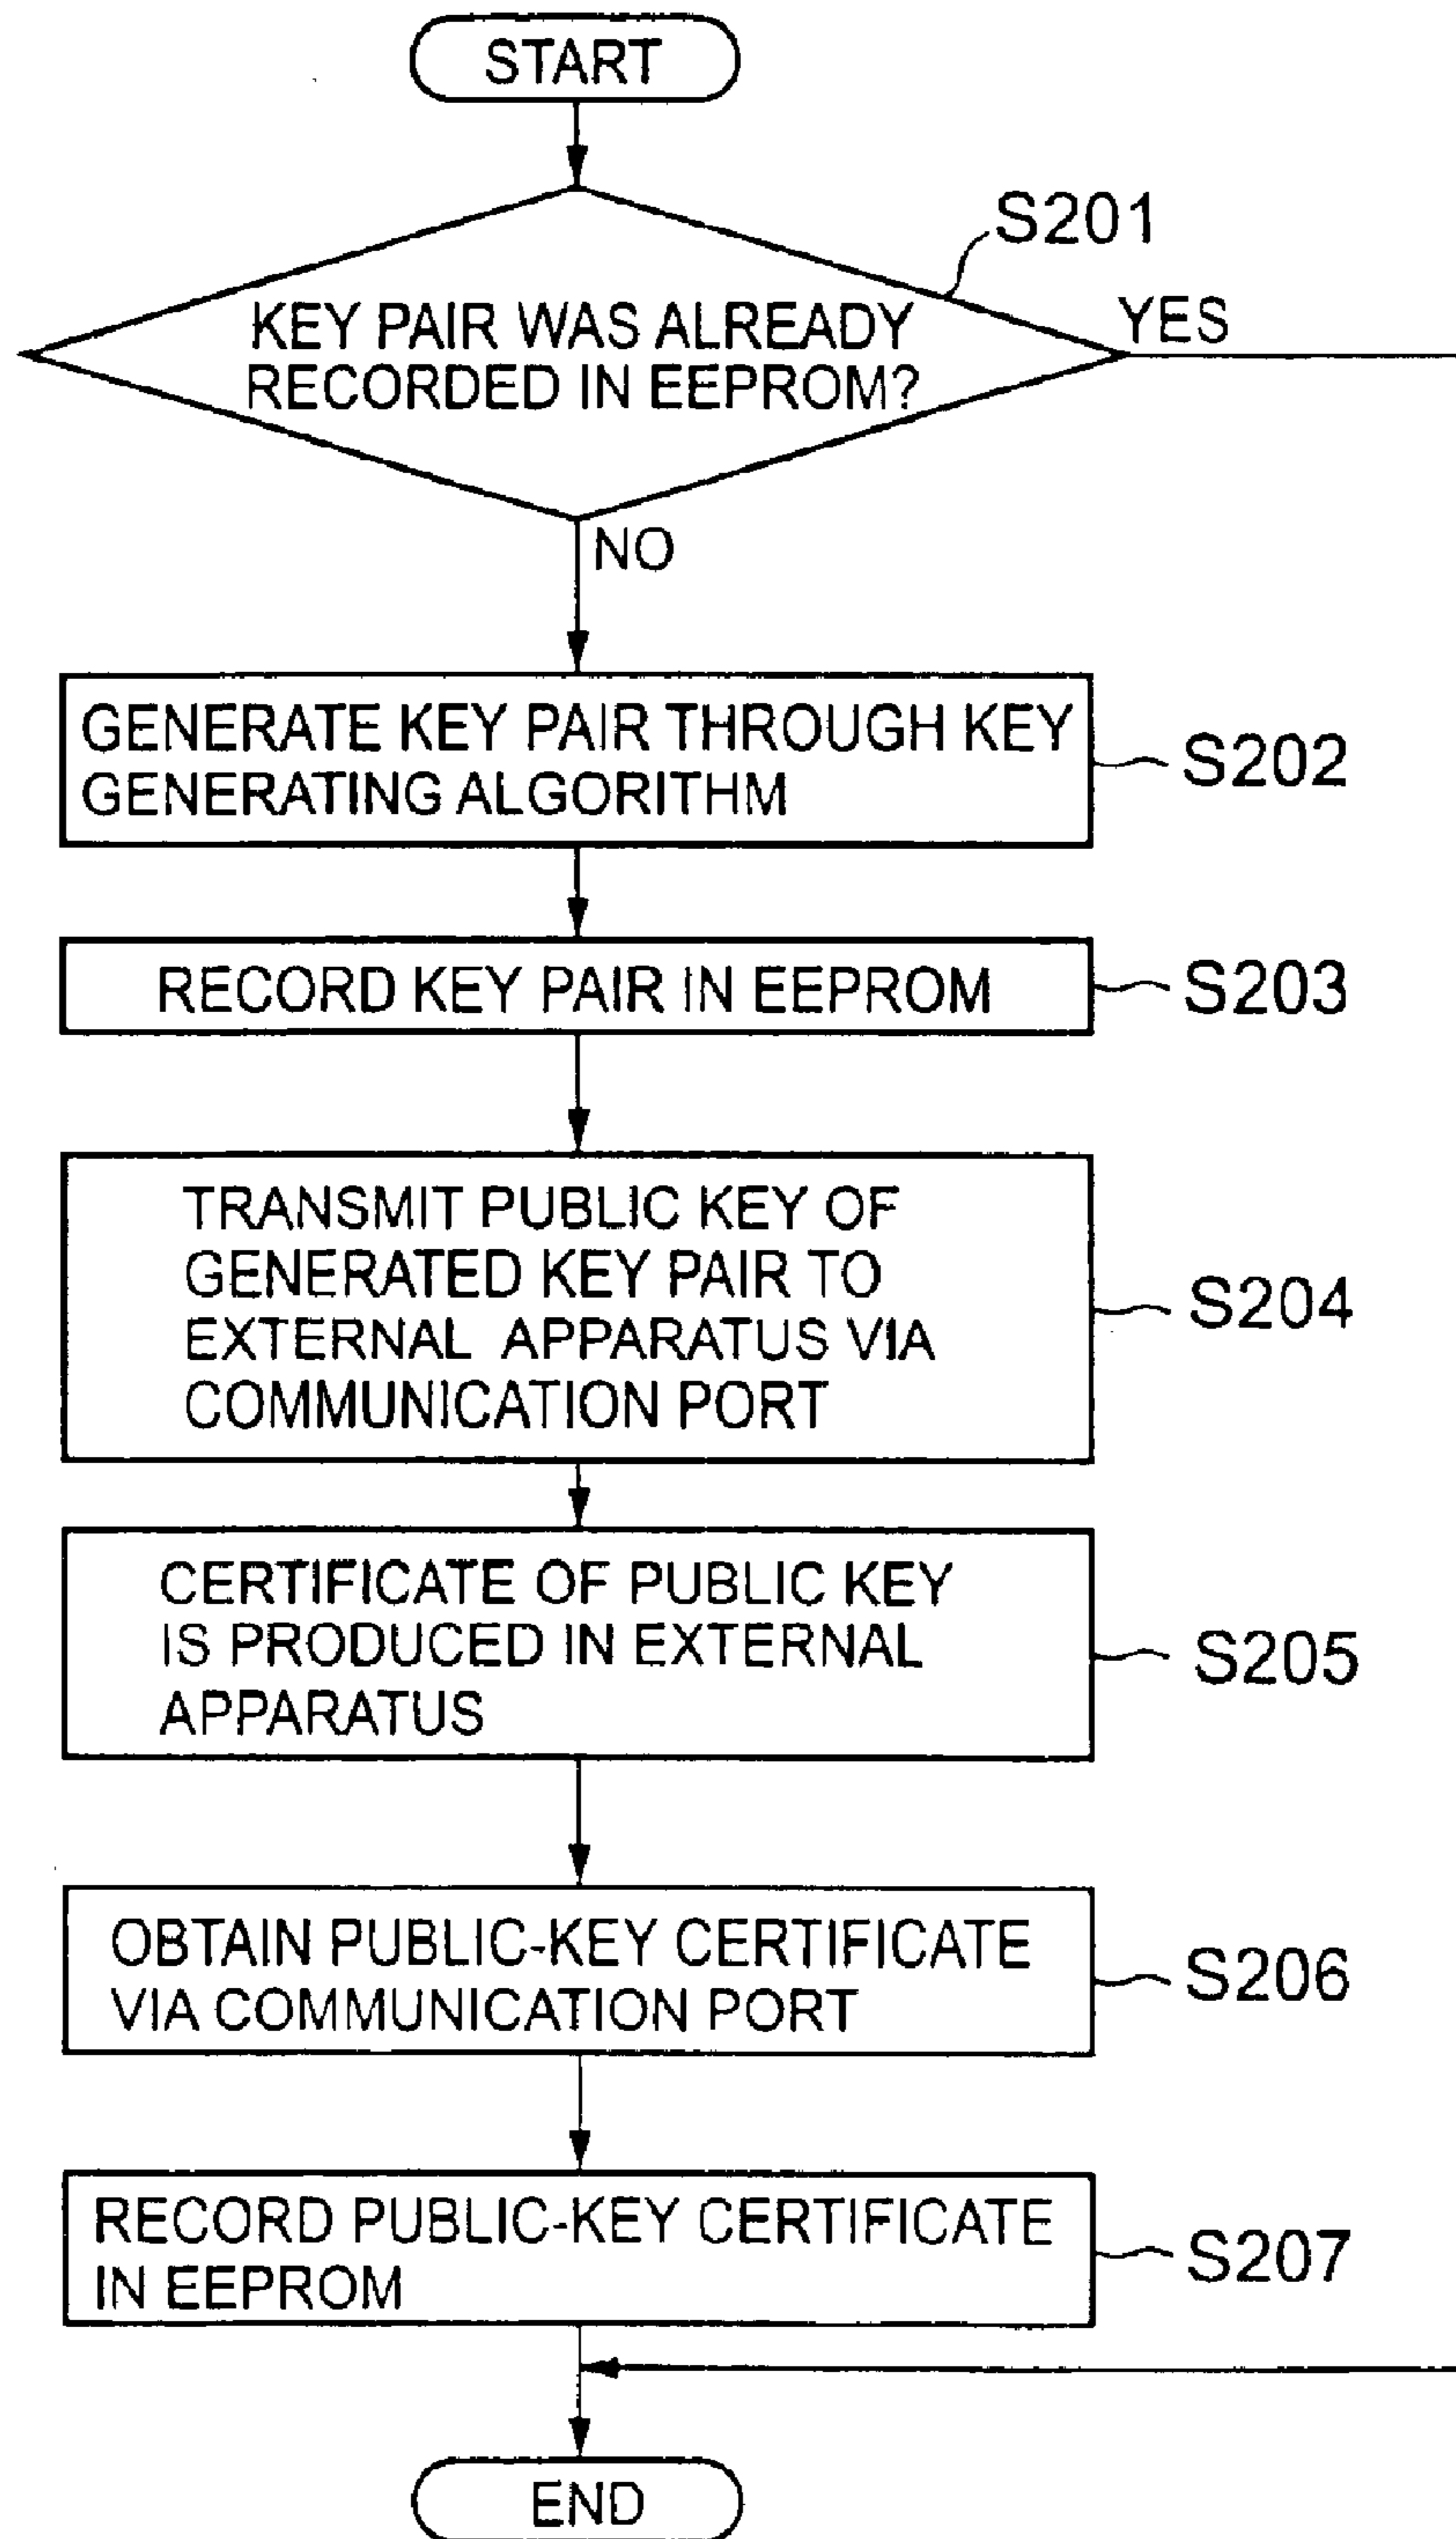 START
S201
KEY PAIR WAS ALREADY
RECORDED IN EEPROM?
YES
NO
GENERATE KEY PAIR THROUGH KEY
GENERATING ALGORITHM
S202
RECORD KEY PAIR IN EEPROM
S203
TRANSMIT PUBLIC KEY OF
GENERATED KEY PAIR TO
EXTERNAL APPARATUS VIA
COMMUNICATION PORT
S204
CERTIFICATE OF PUBLIC KEY
IS PRODUCED IN EXTERNAL
APPARATUS
S205
OBTAIN PUBLIC-KEY CERTIFICATE
VIA COMMUNICATION PORT
S206
RECORD PUBLIC-KEY CERTIFICATE
IN EEPROM
S207
END